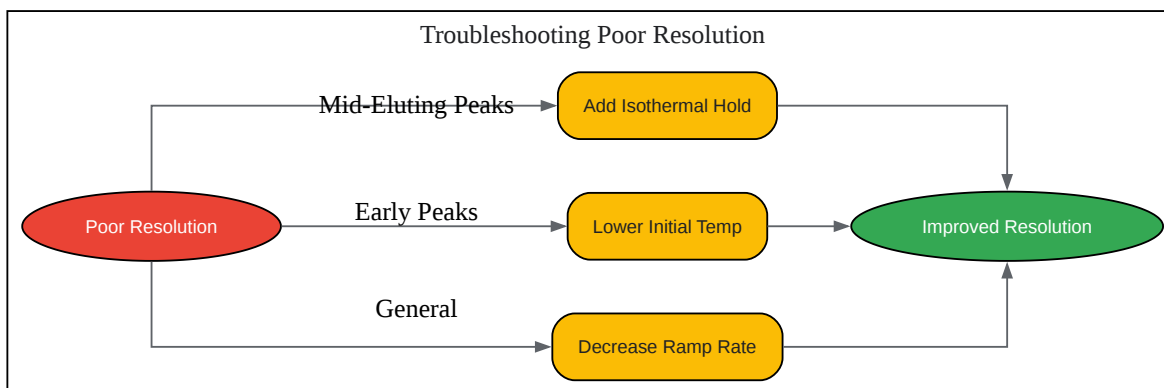 Troubleshooting Poor Resolution
Mid-Eluting Peaks
Add Isothermal Hold
Poor Resolution
Early Peaks
Lower Initial Temp
Improved Resolution
General
Decrease Ramp Rate